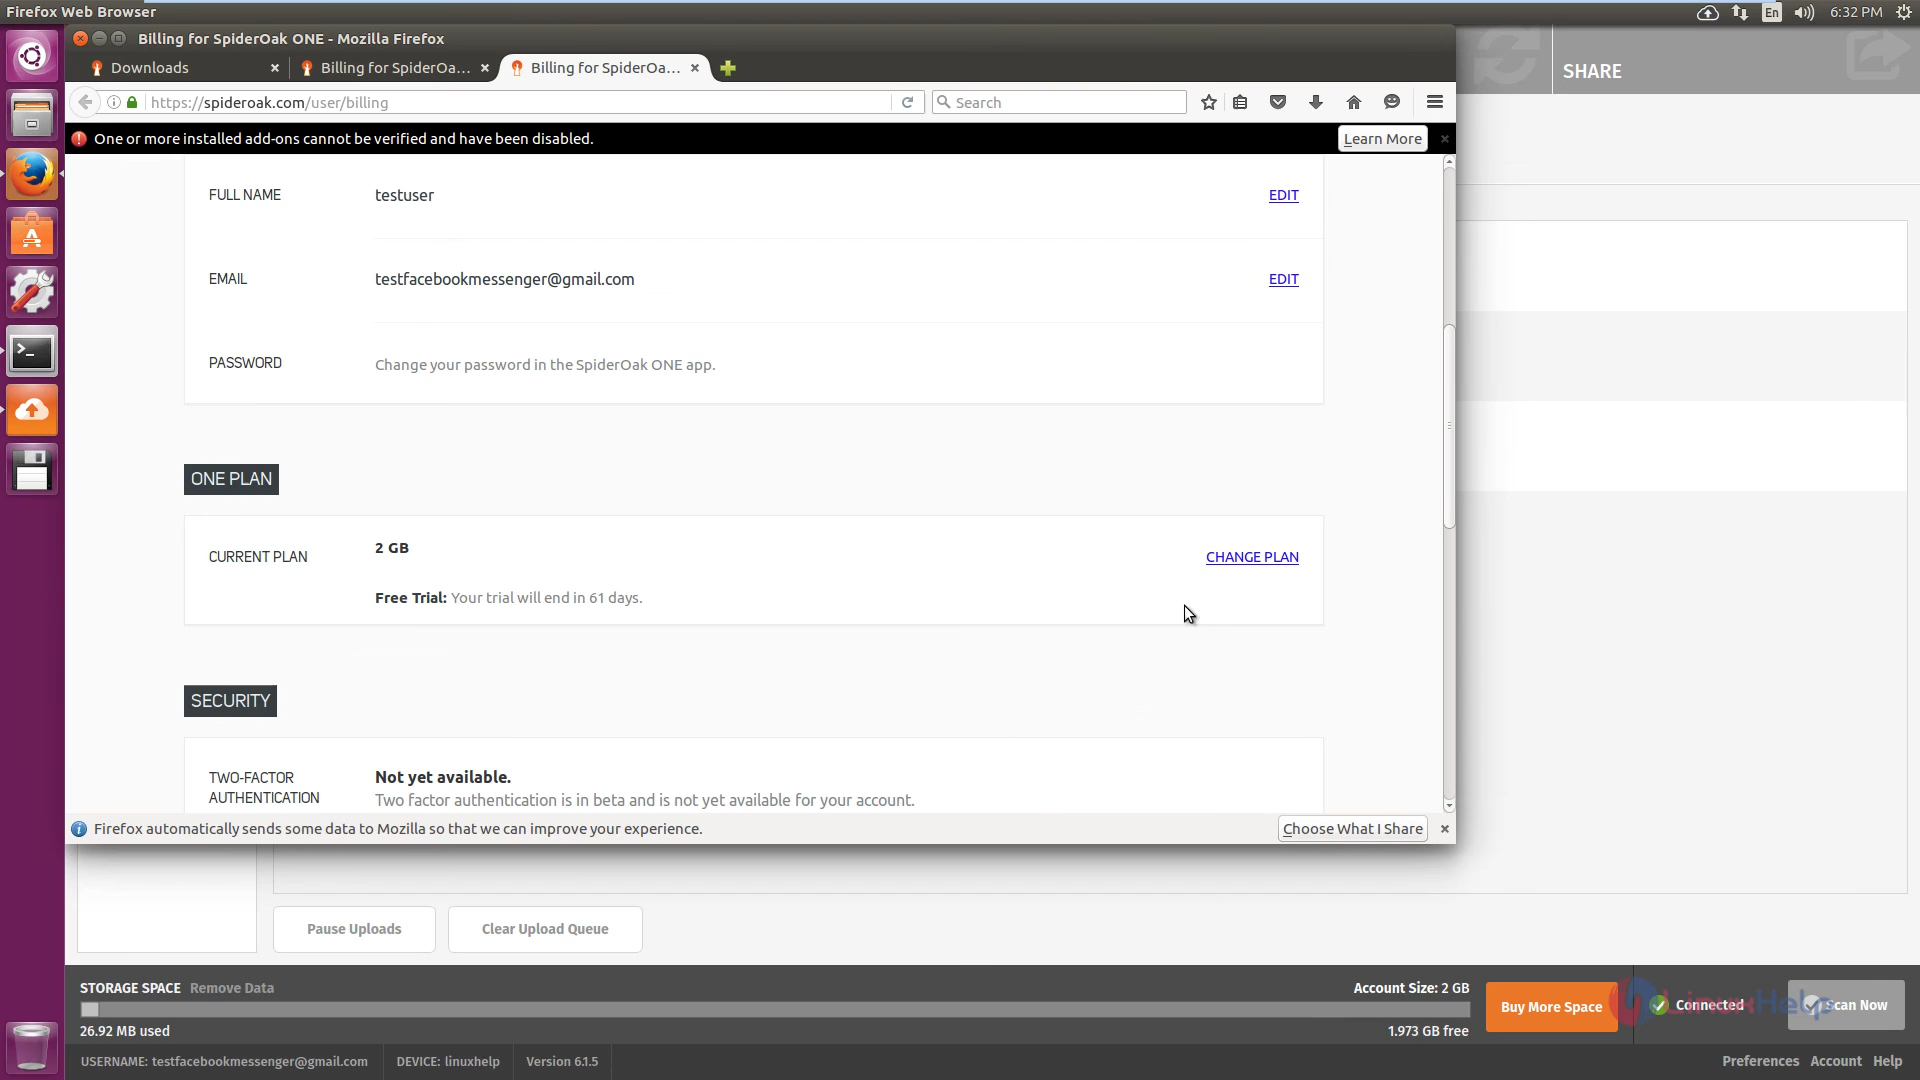 Firefox Web Browser
En
6:32 PM
Billing for SpiderOak ONE - Mozilla Firefox
Downloads
Billing for SpiderOa...
Billing for SpiderOa...
https://spideroak.com/user/billing
Search
One or more installed add-ons cannot be verified and have been disabled.
Learn More
SHARE
FULL NAME
testuser
EDIT
EMAIL
testfacebookmessenger@gmail.com
EDIT
PASSWORD
Change your password in the SpiderOak ONE app.
ONE PLAN
CURRENT PLAN
2 GB
CHANGE PLAN
Free Trial: Your trial will end in 61 days.
SECURITY
TWO-FACTOR
AUTHENTICATION
Not yet available.
Two factor authentication is in beta and is not yet available for your account.
Firefox automatically sends some data to Mozilla so that we can improve your experience.
Choose What I Share
Pause Uploads
Clear Upload Queue
STORAGE SPACE
Remove Data
Account Size: 2 GB
26.92 MB used
1.973 GB free
Buy More Space
Connected
LinuxHelp
Scan Now
USERNAME: testfacebookmessenger@gmail.com
DEVICE: linuxhelp
Version 6.1.5
Preferences
Account
Help